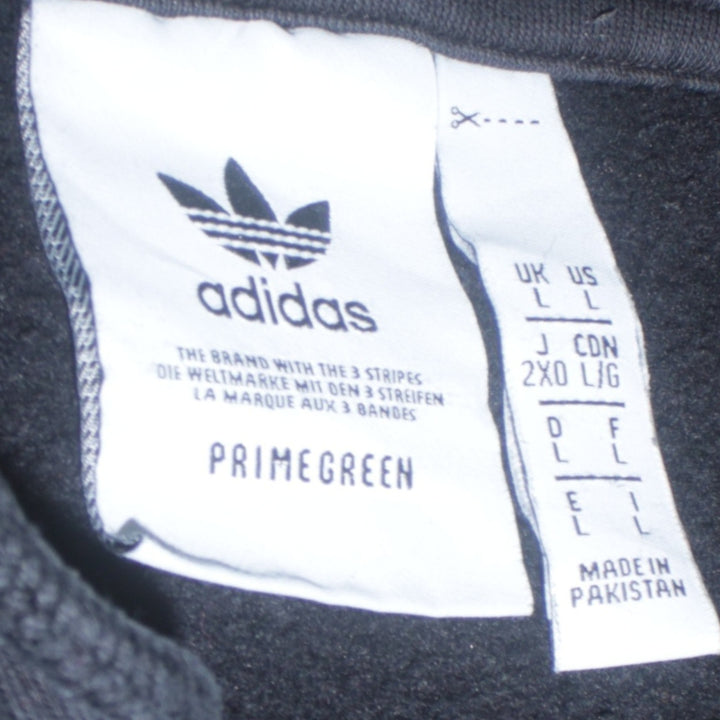 adidas
THE BRAND WITH THE 3 STRIPES
DIE WELTMARKE MIT DEN 3 STREIFEN
LA MARQUE AUX 3 BANDES
PRIMEGREEN
UK US
L L
J CDN
2XO L/G
D F
L L
E I
L L
MADE IN
PAKISTAN